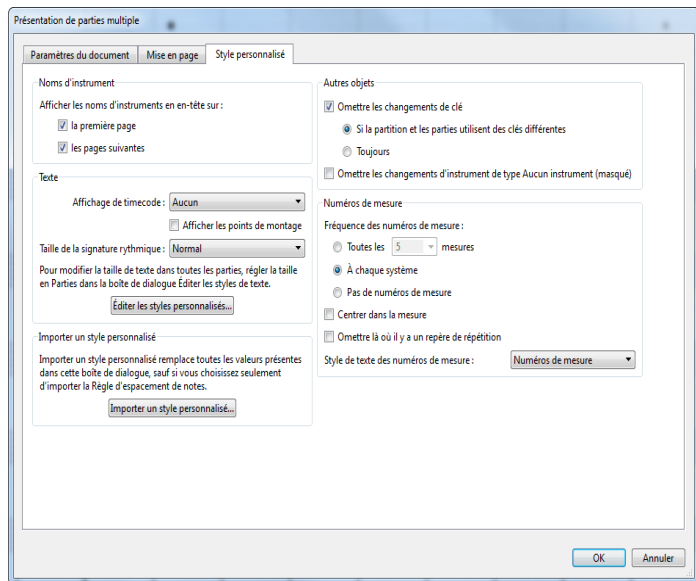 Présentation de parties multiple
Paramètres du document
Mise en page
Style personnalisé
Noms d'instrument
Afficher les noms d'instruments en en-tête sur :
la première page
les pages suivantes
Texte
Affichage de timecode : Aucun
Afficher les points de montage
Taille de la signature rythmique : Normal
Pour modifier la taille de texte dans toutes les parties, régler la taille
en Parties dans la boîte de dialogue Éditer les styles de texte.
Éditer les styles personnalisés...
Importer un style personnalisé
Importer un style personnalisé remplace toutes les valeurs présentes
dans cette boîte de dialogue, sauf si vous choisissez seulement
d'importer la Règle d'espacement de notes.
Importer un style personnalisé...
Autres objets
Omettre les changements de clé
Si la partition et les parties utilisent des clés différentes
Toujours
Omettre les changements d'instrument de type Aucun instrument (masqué)
Numéros de mesure
Fréquence des numéros de mesure :
Toutes les 5 mesures
À chaque système
Pas de numéros de mesure
Centrer dans la mesure
Omettre là où il y a un repère de répétition
Style de texte des numéros de mesure : Numéros de mesure
OK
Annuler